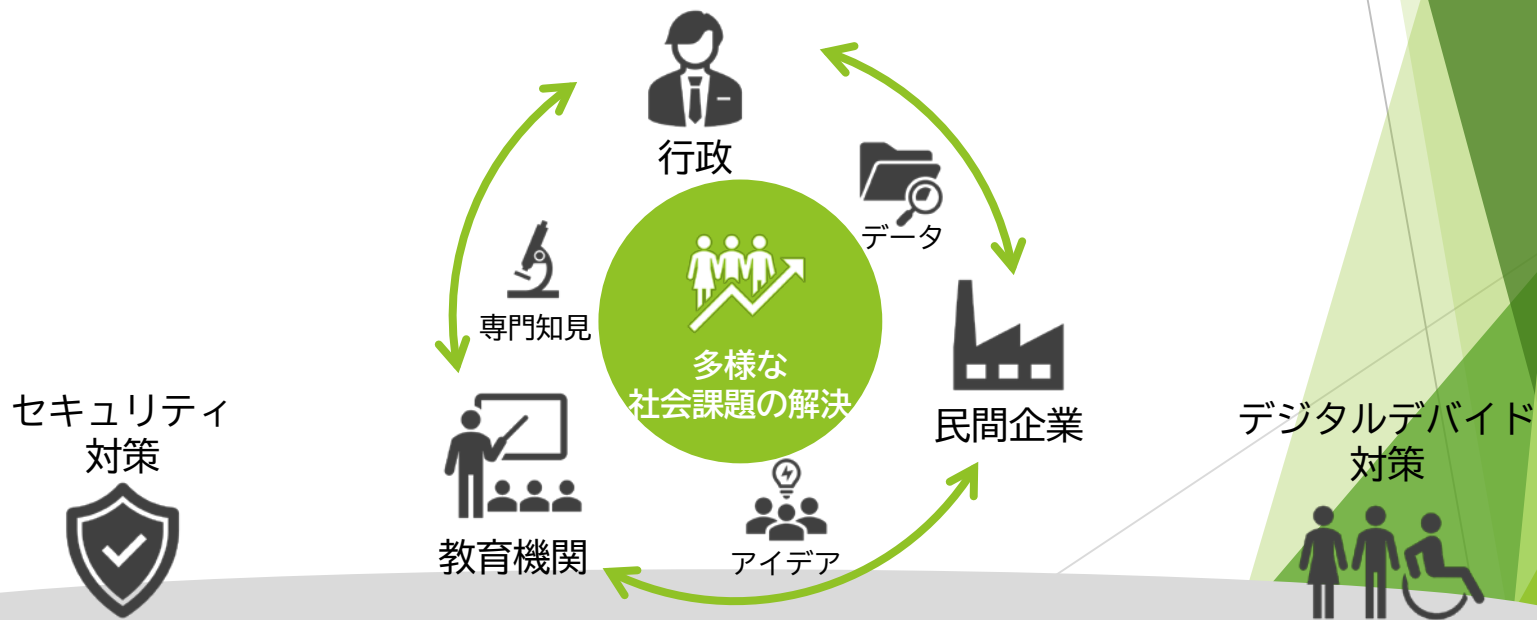 行政
データ
専門知見
多様な
社会課題の解決
民間企業
教育機関
アイデア
セキュリティ
対策
デジタルデバイド
対策